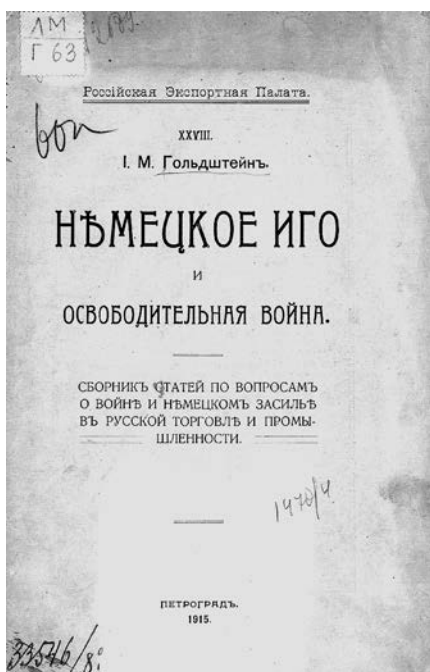 1М
Г 63
Россійская Экспортная Палата.
XXVIII.
І. М. Гольдштейнъ.
НѢМЕЦКОЕ ИГО
И
ОСВОБОДИТЕЛЬНАЯ ВОЙНА.
СБОРНИКЪ СТАТЕЙ ПО ВОПРОСАМЪ
О ВОЙНѢ И НѢМЕЦКОМЪ ЗАСИЛЬѢ
ВЪ РУССКОЙ ТОРГОВЛѢ И ПРОМЫ-
ШЛЕННОСТИ.
1470/4
ПЕТРОГРАДЪ.
1915.
33546/8°